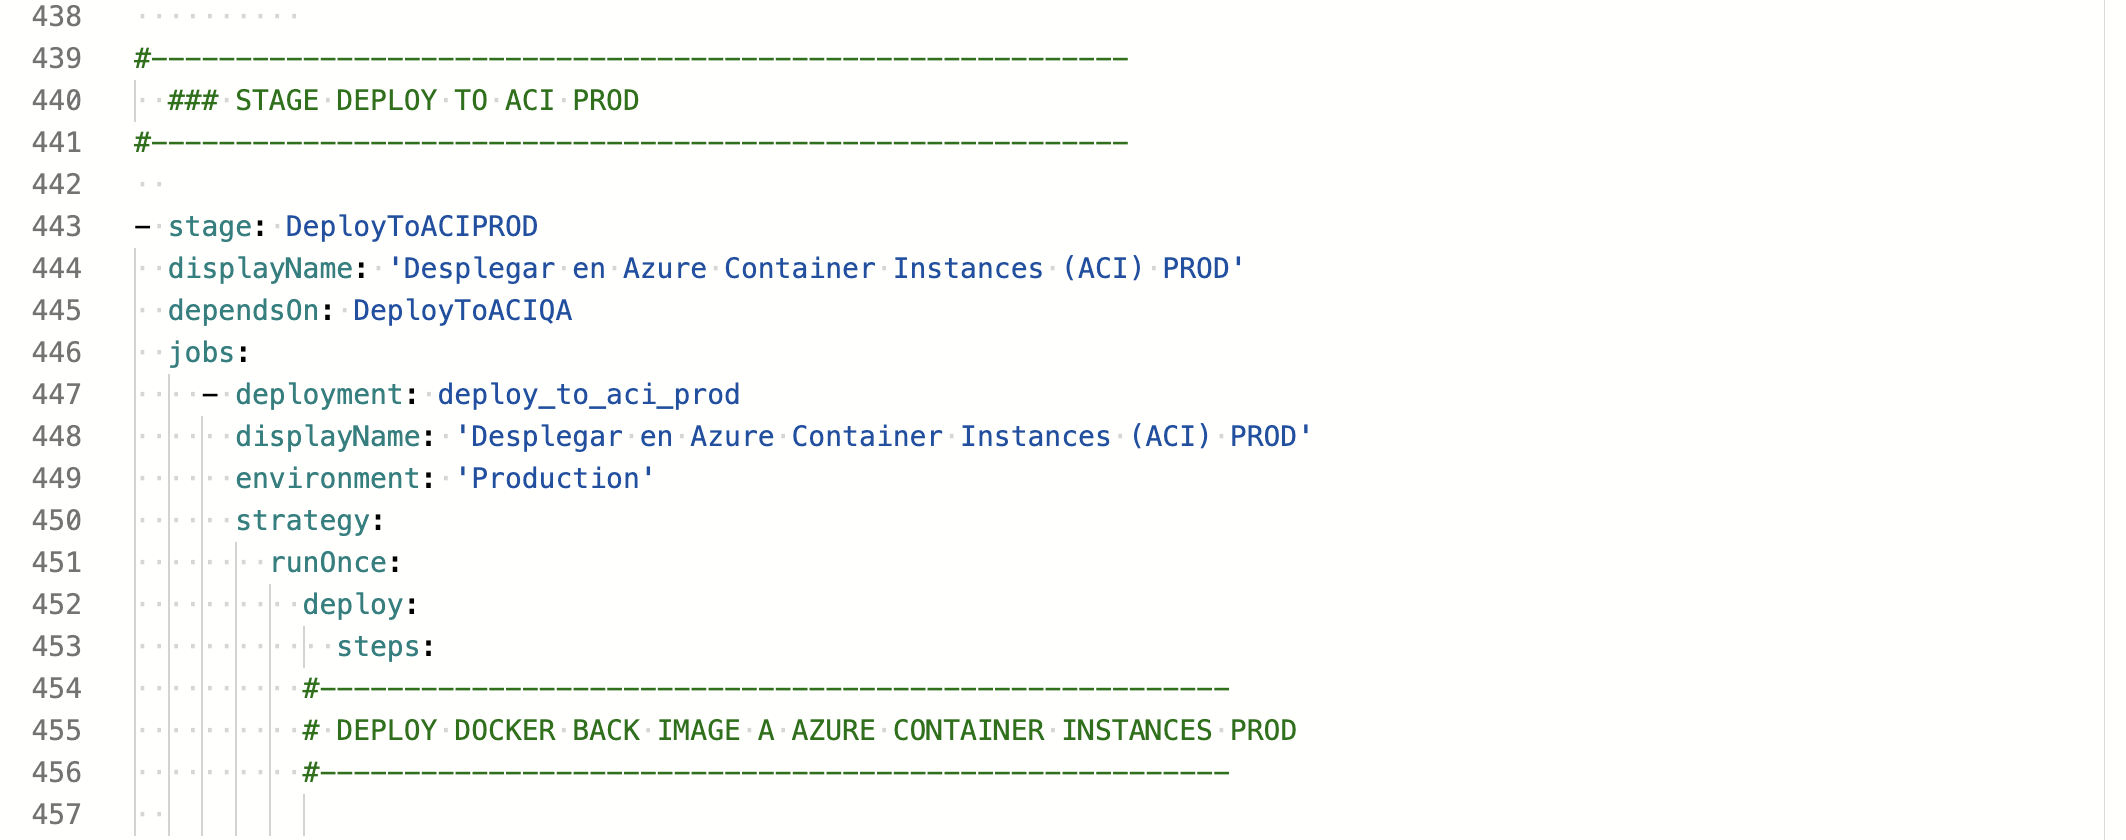 438
439 #----------------------------------------------------------
440   ### STAGE DEPLOY TO ACI PROD
441 #----------------------------------------------------------
442
443 - stage: DeployToACIPROD
444   displayName: 'Desplegar en Azure Container Instances (ACI) PROD'
445   dependsOn: DeployToACIQA
446   jobs:
447     - deployment: deploy_to_aci_prod
448       displayName: 'Desplegar en Azure Container Instances (ACI) PROD'
449       environment: 'Production'
450       strategy:
451         runOnce:
452           deploy:
453             steps:
454           #------------------------------------------------------
455           # DEPLOY DOCKER BACK IMAGE A AZURE CONTAINER INSTANCES PROD
456           #------------------------------------------------------
457